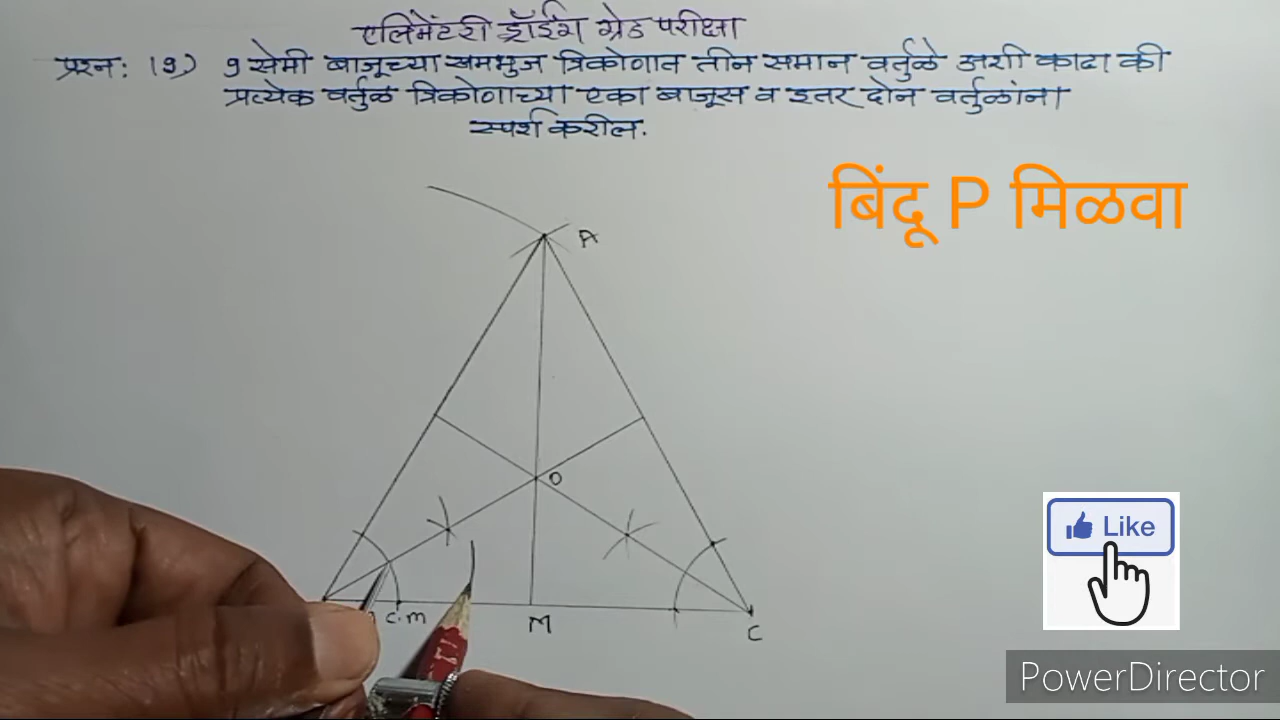 एलिमेंटरी ड्रॉईंग ग्रेड परीक्षा
प्रश्न: १७) ९ सेमी बाजूच्या समभुज त्रिकोणात तीन समान वर्तुळे अशी काढा की
प्रत्येक वर्तुळ त्रिकोणाच्या एका बाजूस व इतर दोन वर्तुळांना
स्पर्श करील.
बिंदू P मिळवा
A
O
c.m
M
C
Like
PowerDirector